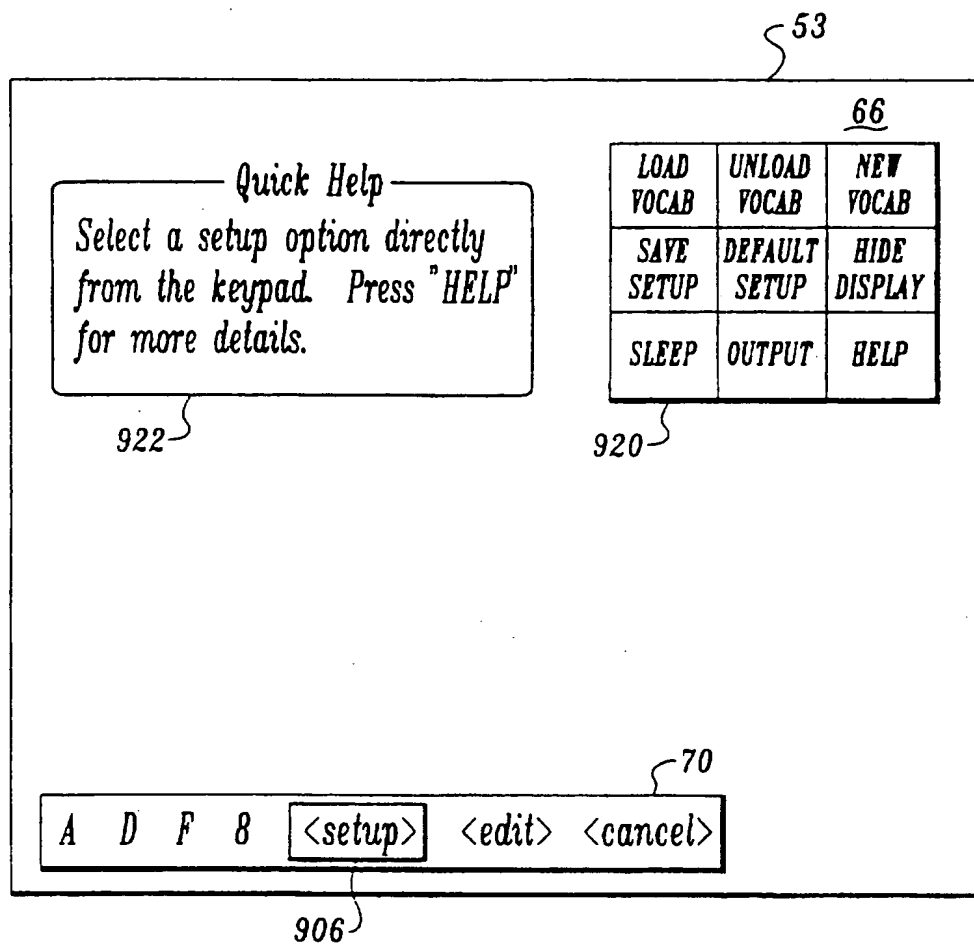 53
66
Quick Help
Select a setup option directly
from the keypad. Press "HELP"
for more details.
922
LOAD VOCAB
UNLOAD VOCAB
NEW VOCAB
SAVE SETUP
DEFAULT SETUP
HIDE DISPLAY
SLEEP
OUTPUT
HELP
920
70
A D F 8 <setup> <edit> <cancel>
906